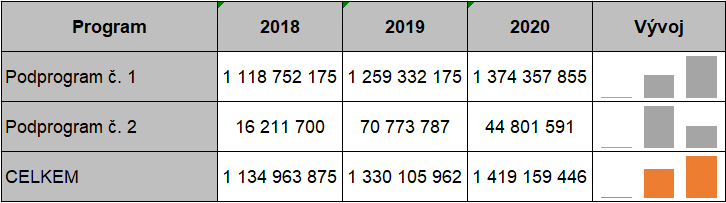 Program 2018 2019 2020 Vývoj
Podprogram č. 1 1 118 752 175 1 259 332 175 1 374 357 855
Podprogram č. 2 16 211 700 70 773 787 44 801 591
CELKEM 1 134 963 875 1 330 105 962 1 419 159 446